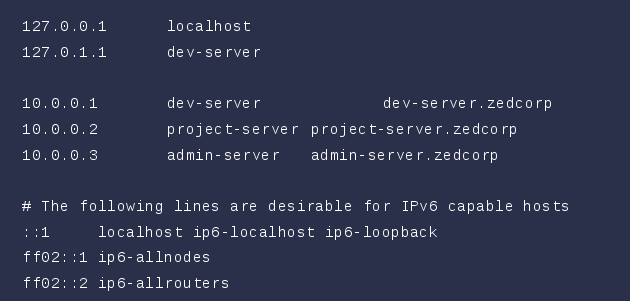 127.0.0.1 localhost
127.0.1.1 dev-server
10.0.0.1 dev-server dev-server.zedcorp
10.0.0.2 project-server project-server.zedcorp
10.0.0.3 admin-server admin-server.zedcorp
# The following lines are desirable for IPv6 capable hosts
::1 localhost ip6-localhost ip6-loopback
ff02::1 ip6-allnodes
ff02::2 ip6-allrouters